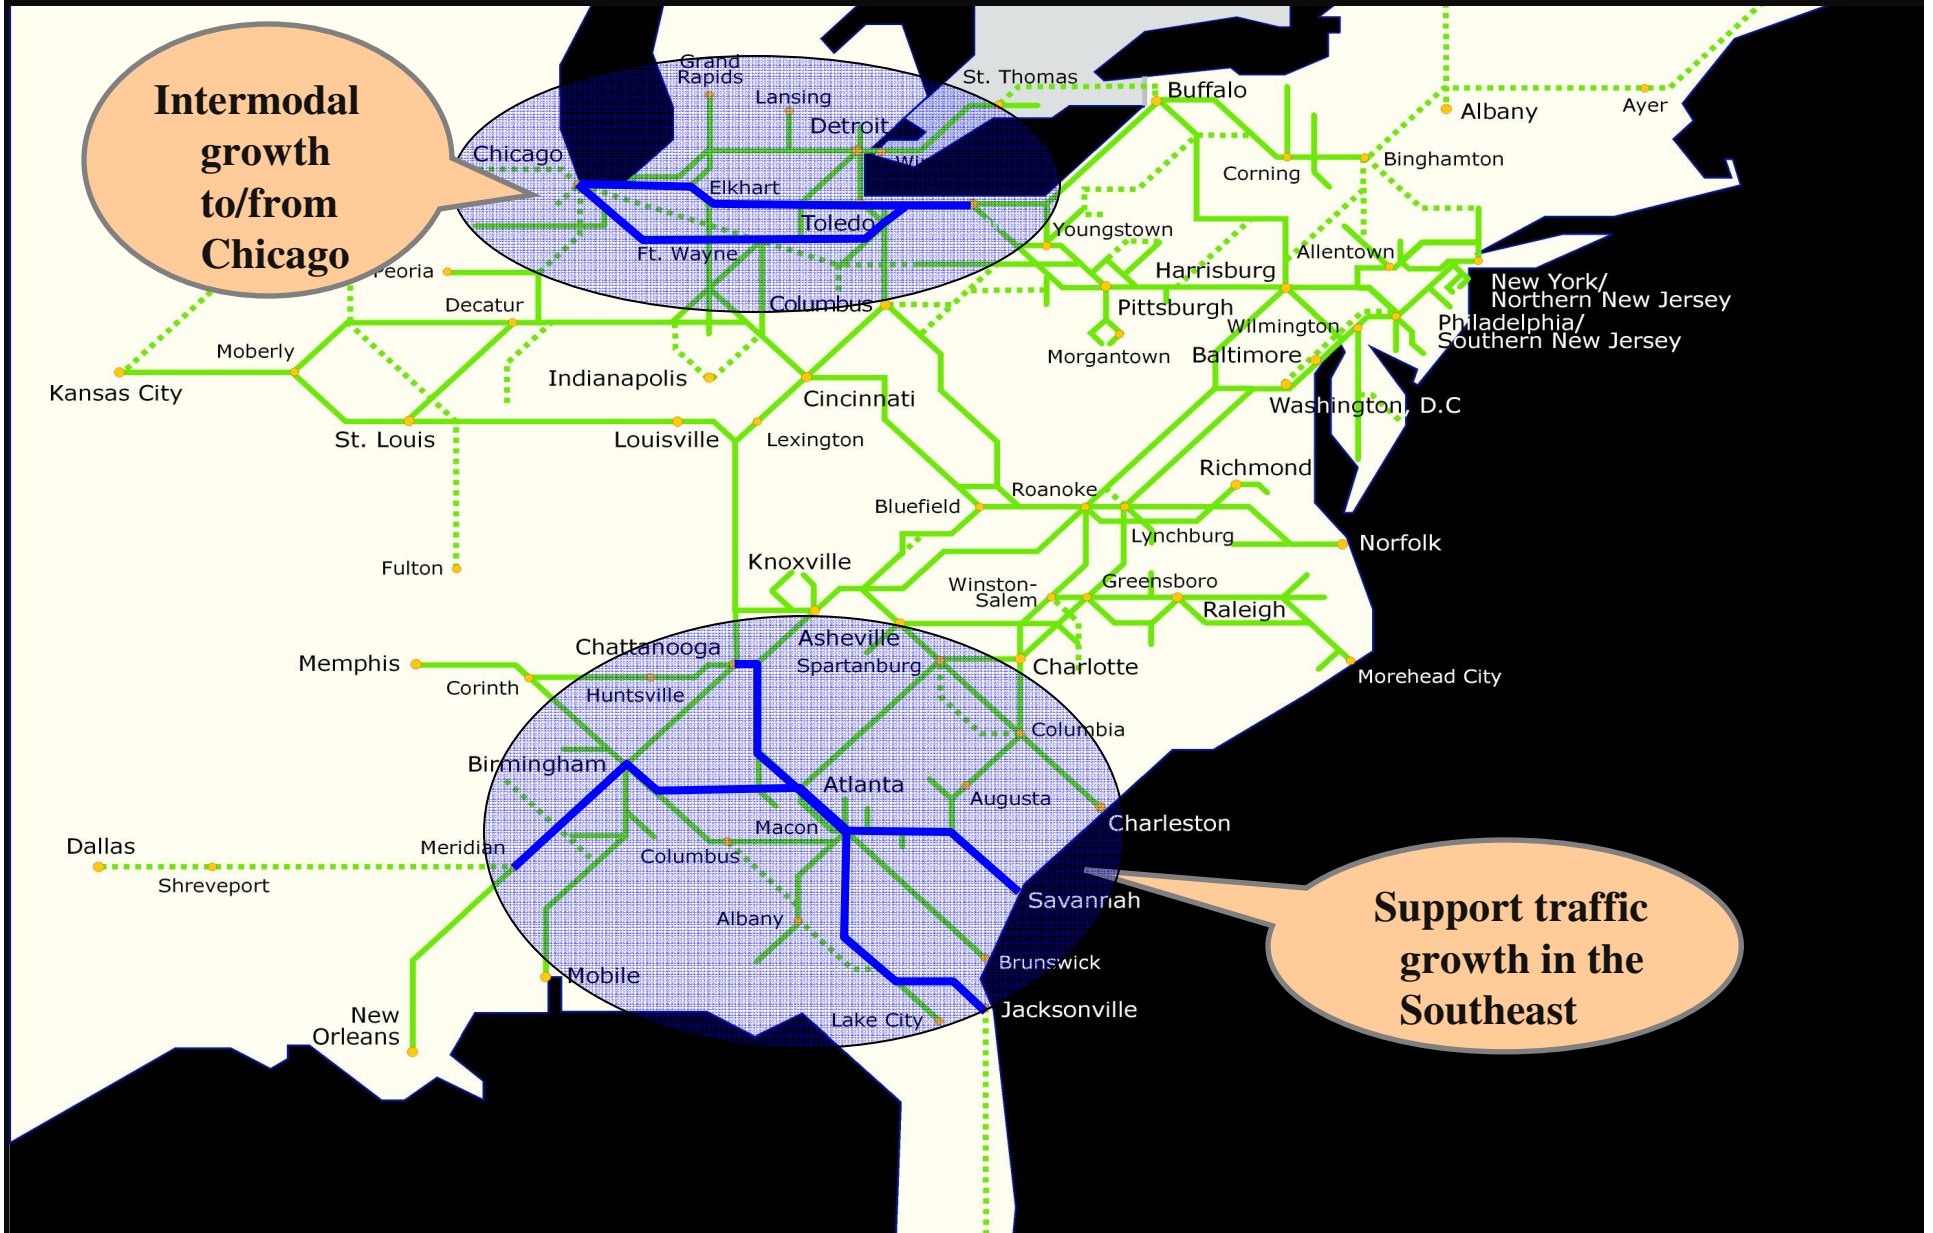 Intermodal
growth
to/from
Chicago
Grand
Rapids
Lansing
Detroit
St. Thomas
Buffalo
Albany
Ayer
Chicago
Elkhart
Toledo
Ft. Wayne
Corning
Binghamton
Youngstown
Allentown
Harrisburg
Pittsburgh
New York/
Northern New Jersey
Philadelphia/
Southern New Jersey
Wilmington
Baltimore
Washington, D.C
Morgantown
Peoria
Decatur
Columbus
Moberly
Kansas City
Indianapolis
Cincinnati
St. Louis
Louisville
Lexington
Richmond
Roanoke
Bluefield
Lynchburg
Norfolk
Fulton
Knoxville
Winston-
Salem
Greensboro
Raleigh
Asheville
Chattanooga
Memphis
Corinth
Huntsville
Spartanburg
Charlotte
Morehead City
Columbia
Birmingham
Atlanta
Augusta
Macon
Charleston
Dallas
Shreveport
Meridian
Columbus
Savannah
Albany
Brunswick
Mobile
Lake City
Jacksonville
New
Orleans
Support traffic
growth in the
Southeast